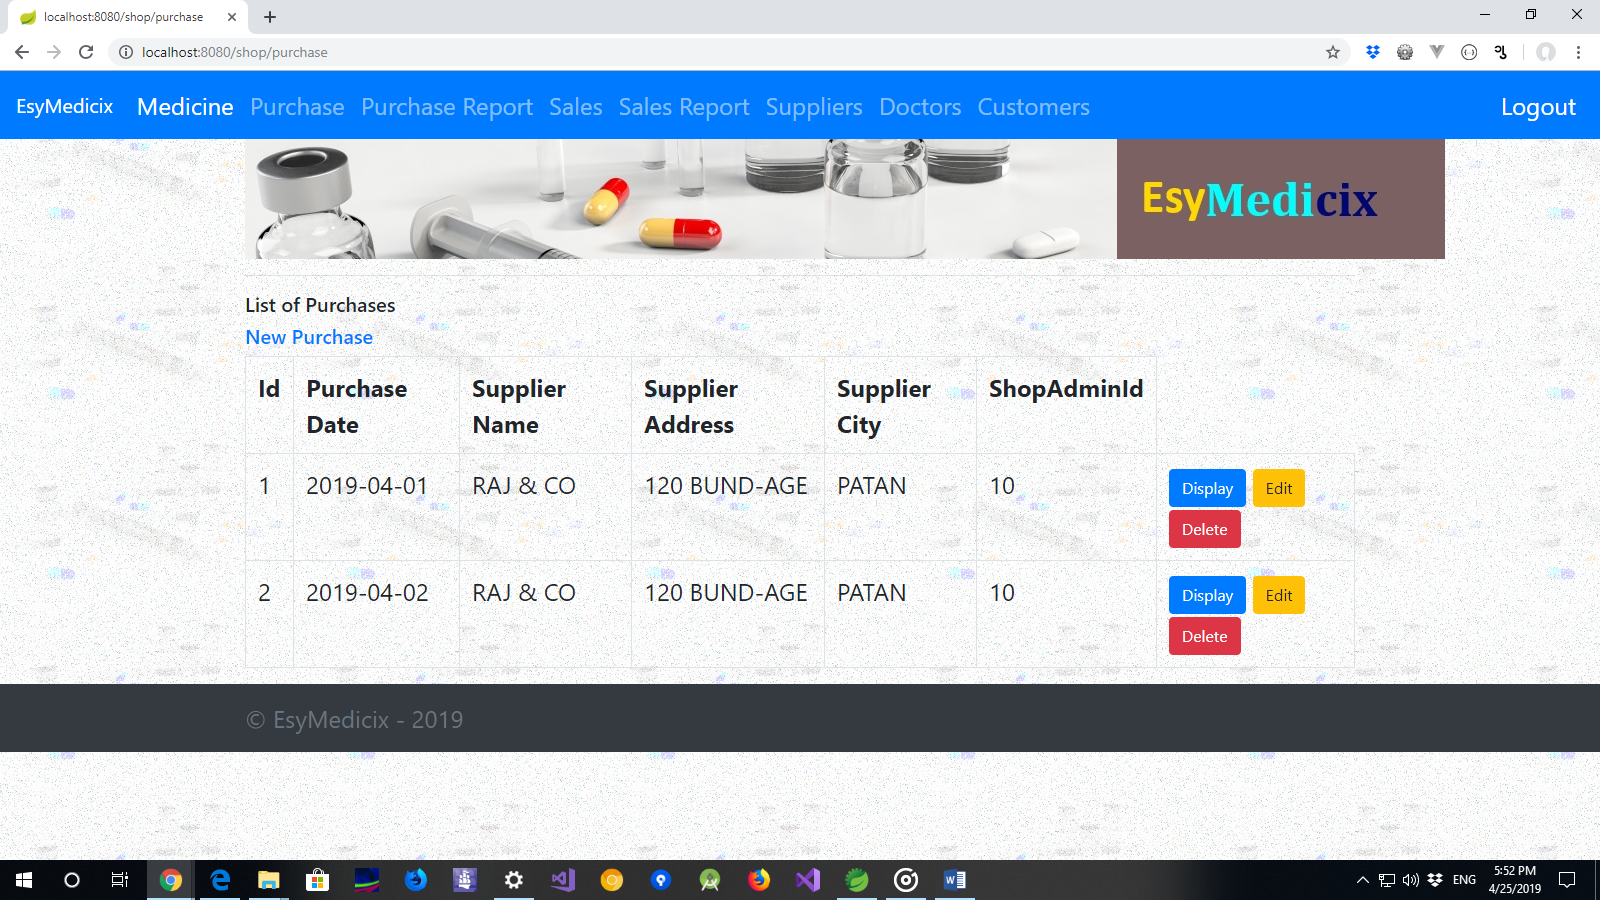 localhost:8080/shop/purchase
localhost:8080/shop/purchase
EsyMedicix Medicine Purchase Purchase Report Sales Sales Report Suppliers Doctors Customers Logout
EsyMedicix
List of Purchases
New Purchase
Id Purchase Date Supplier Name Supplier Address Supplier City ShopAdminId
1 2019-04-01 RAJ & CO 120 BUND-AGE PATAN 10 Display Edit
Delete
2 2019-04-02 RAJ & CO 120 BUND-AGE PATAN 10 Display Edit
Delete
© EsyMedicix - 2019
ENG 5:52 PM
4/25/2019